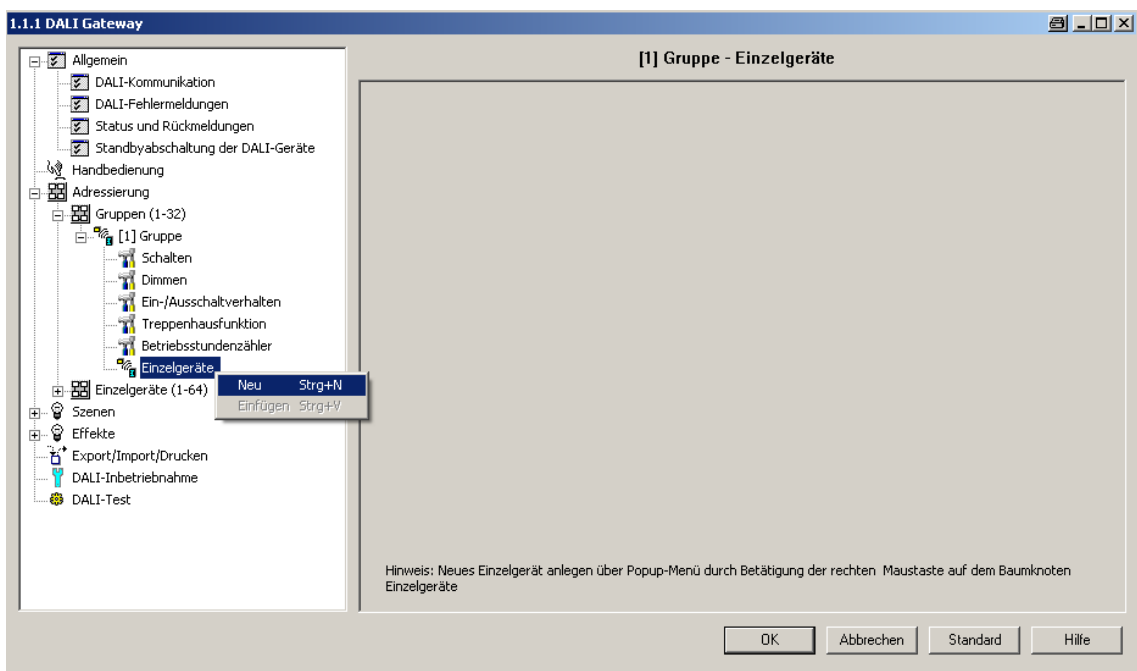 1.1.1 DALI Gateway
Allgemein
DALI-Kommunikation
DALI-Fehlermeldungen
Status und Rückmeldungen
Standbyabschaltung der DALI-Geräte
Handbedienung
Adressierung
Gruppen (1-32)
[1] Gruppe
Schalten
Dimmen
Ein-/Ausschaltverhalten
Treppenhausfunktion
Betriebsstundenzähler
Einzelgeräte
Einzelgeräte (1-64)
Szenen
Effekte
Export/Import/Drucken
DALI-Inbetriebnahme
DALI-Test
Neu Strg+N
Einfügen Strg+V
[1] Gruppe - Einzelgeräte
Hinweis: Neues Einzelgerät anlegen über Popup-Menü durch Betätigung der rechten Maustaste auf dem Baumknoten
Einzelgeräte
OK Abbrechen Standard Hilfe